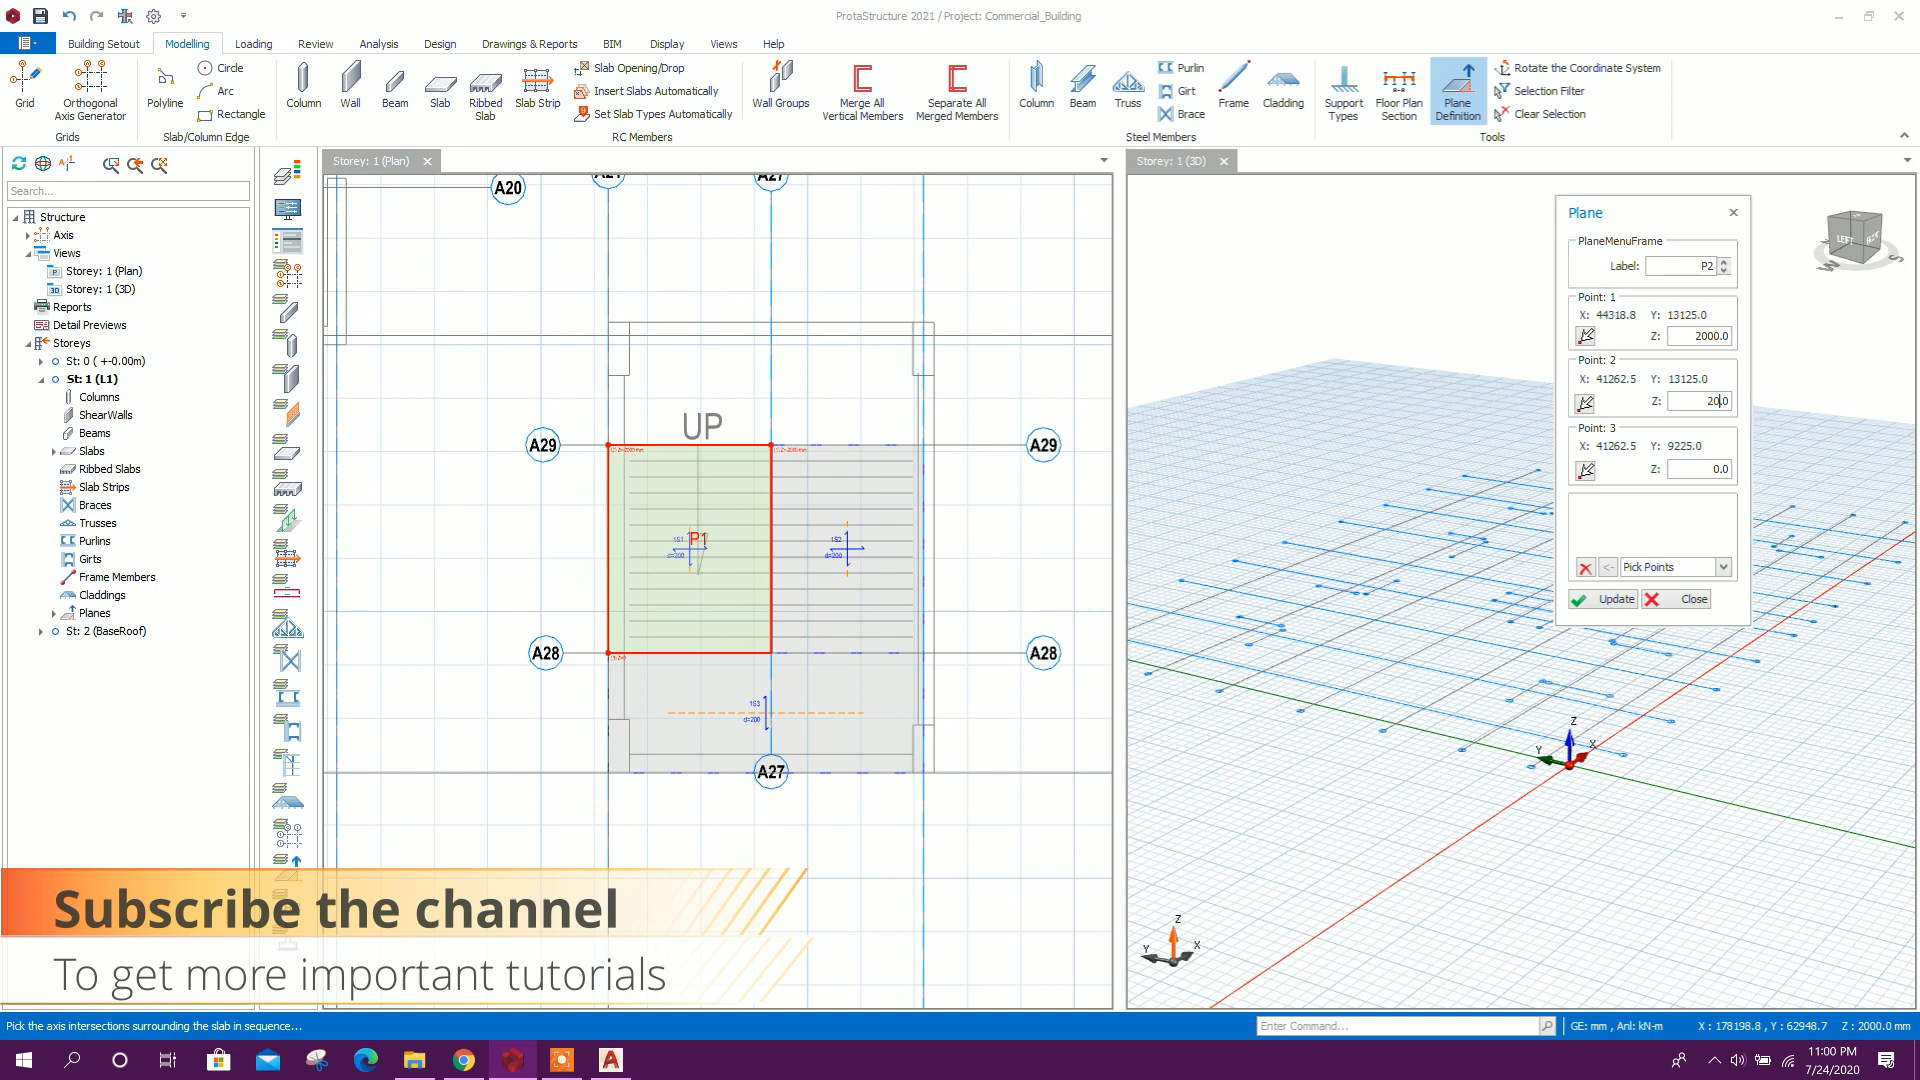 ProtaStructure 2021 / Project: Commercial_Building
Building Setout
Modelling
Loading
Review
Analysis
Design
Drawings & Reports
BIM
Display
Views
Help
Grid
Orthogonal
Axis Generator
Grids
Polyline
Circle
Arc
Rectangle
Slab/Column Edge
Column
Wall
Beam
Slab
Ribbed
Slab
Slab Strip
Slab Opening/Drop
Insert Slabs Automatically
Set Slab Types Automatically
RC Members
Wall Groups
Merge All
Vertical Members
Separate All
Merged Members
Column
Beam
Truss
Purlin
Girt
Brace
Frame
Cladding
Steel Members
Support
Types
Floor Plan
Section
Plane
Definition
Rotate the Coordinate System
Selection Filter
Clear Selection
Tools
Search...
Structure
Axis
Views
Storey: 1 (Plan)
Storey: 1 (3D)
Reports
Detail Previews
Storeys
St: 0 ( +-0.00m)
St: 1 (L1)
Columns
ShearWalls
Beams
Slabs
Ribbed Slabs
Slab Strips
Braces
Trusses
Purlins
Girts
Frame Members
Claddings
Planes
St: 2 (BaseRoof)
Storey: 1 (Plan)
A20
A27
UP
A29
A29
1S1
P1
d=200
1S2
d=200
A28
A28
1S3
d=200
A27
Storey: 1 (3D)
LEFT
W
S
Plane
PlaneMenuFrame
Label: P2
Point: 1
X: 44318.8 Y: 13125.0
Z: 2000.0
Point: 2
X: 41262.5 Y: 13125.0
Z: 20.0
Point: 3
X: 41262.5 Y: 9225.0
Z: 0.0
<- Pick Points
Update
Close
Z
Y
X
Z
Y
X
Subscribe the channel
To get more important tutorials
Pick the axis intersections surrounding the slab in sequence...
Enter Command...
GE: mm , Anl: kN-m
X : 178198.8 , Y : 62948.7 Z : 2000.0 mm
11:00 PM
7/24/2020